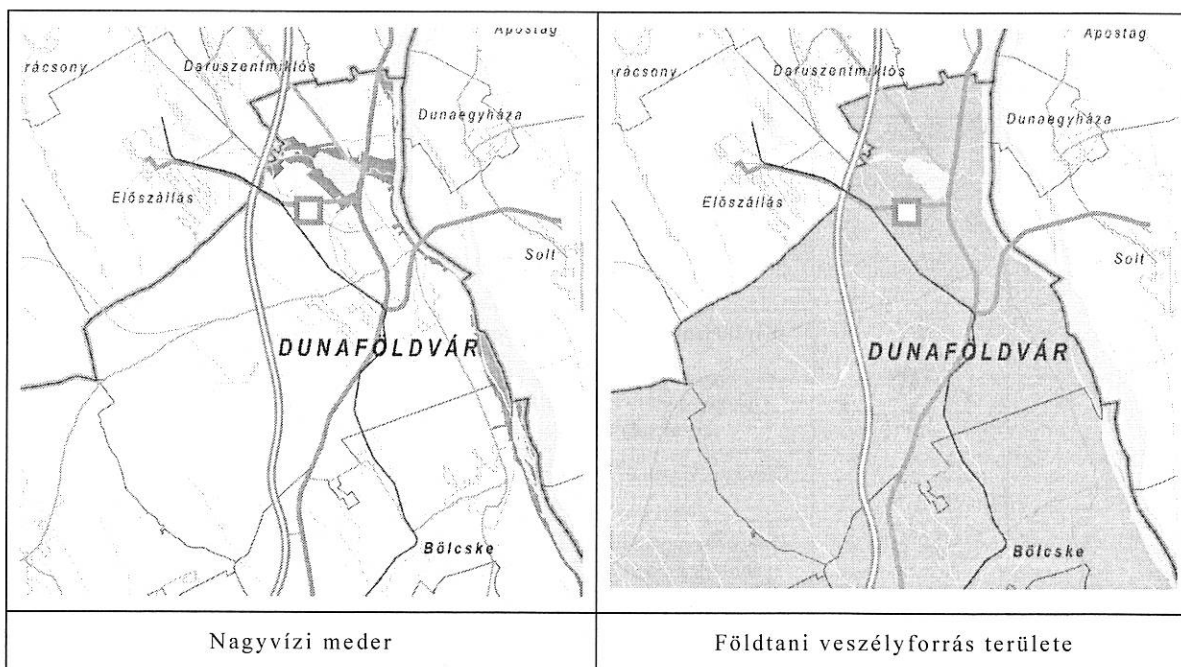 Apostag
rácsony
Daruszentmiklós
Dunaegyháza
Előszállás
Solt
DUNAFÖLDVÁR
Bölcske
Nagyvízi meder
Apostag
rácsony
Daruszentmiklós
Dunaegyháza
Előszállás
Solt
DUNAFÖLDVÁR
Bölcske
Földtani veszélyforrás területe